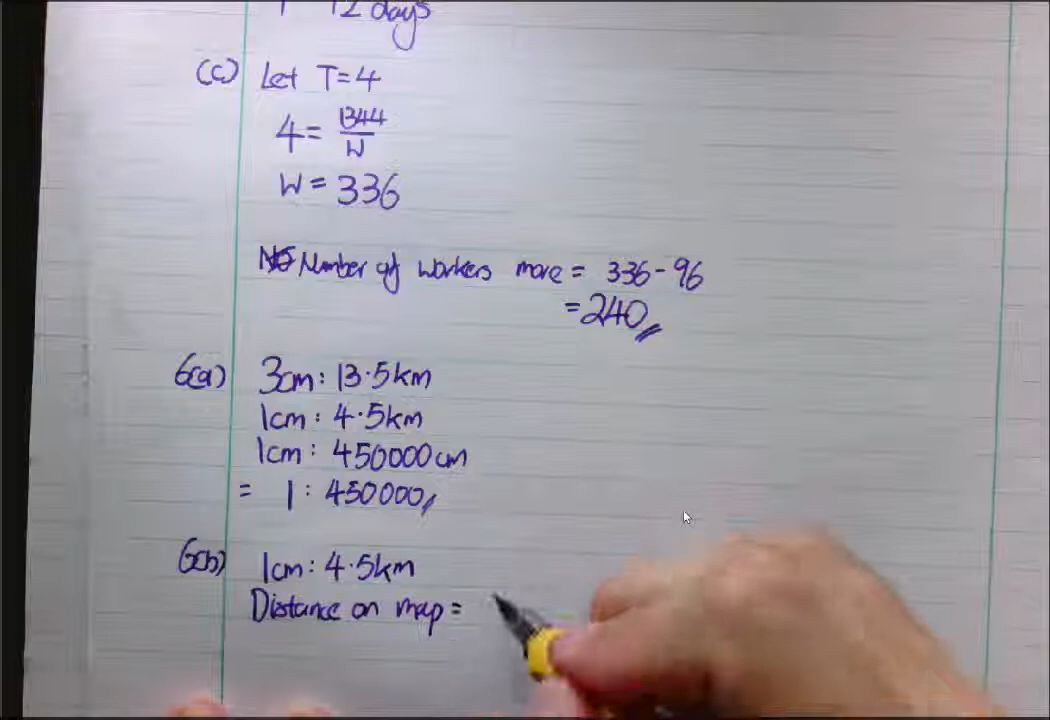 T 12 days
(c) Let T=4
4 = 1344/W
W = 336
Number of workers more = 336-96
= 240
6(a) 3cm : 13.5km
1cm : 4.5km
1cm : 450000cm
= 1 : 450000
6(b) 1cm : 4.5km
Distance on map =